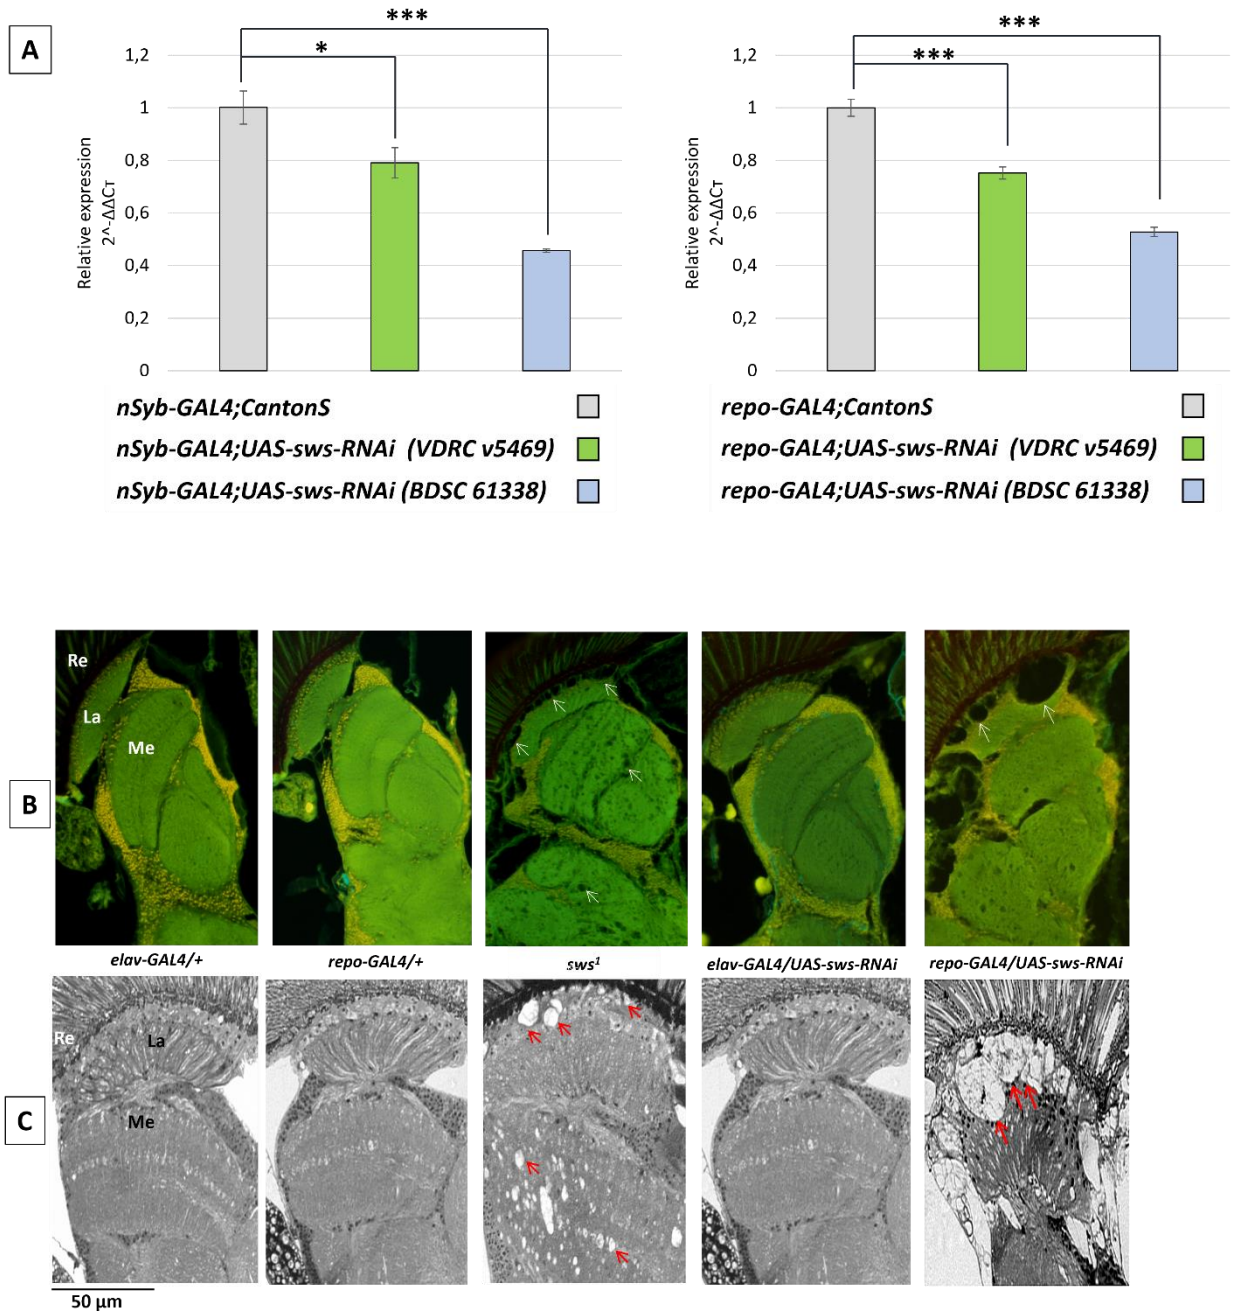 A
***
*
1,2
1
0,8
0,6
0,4
0,2
0
Relative expression
2^-ΔΔCт
nSyb-GAL4;CantonS
nSyb-GAL4;UAS-sws-RNAi (VDRC v5469)
nSyb-GAL4;UAS-sws-RNAi (BDSC 61338)
***
***
1,2
1
0,8
0,6
0,4
0,2
0
Relative expression
2^-ΔΔCт
repo-GAL4;CantonS
repo-GAL4;UAS-sws-RNAi (VDRC v5469)
repo-GAL4;UAS-sws-RNAi (BDSC 61338)
B
Re
La
Me
elav-GAL4/+
repo-GAL4/+
sws¹
elav-GAL4/UAS-sws-RNAi
repo-GAL4/UAS-sws-RNAi
C
Re
La
Me
50 µm